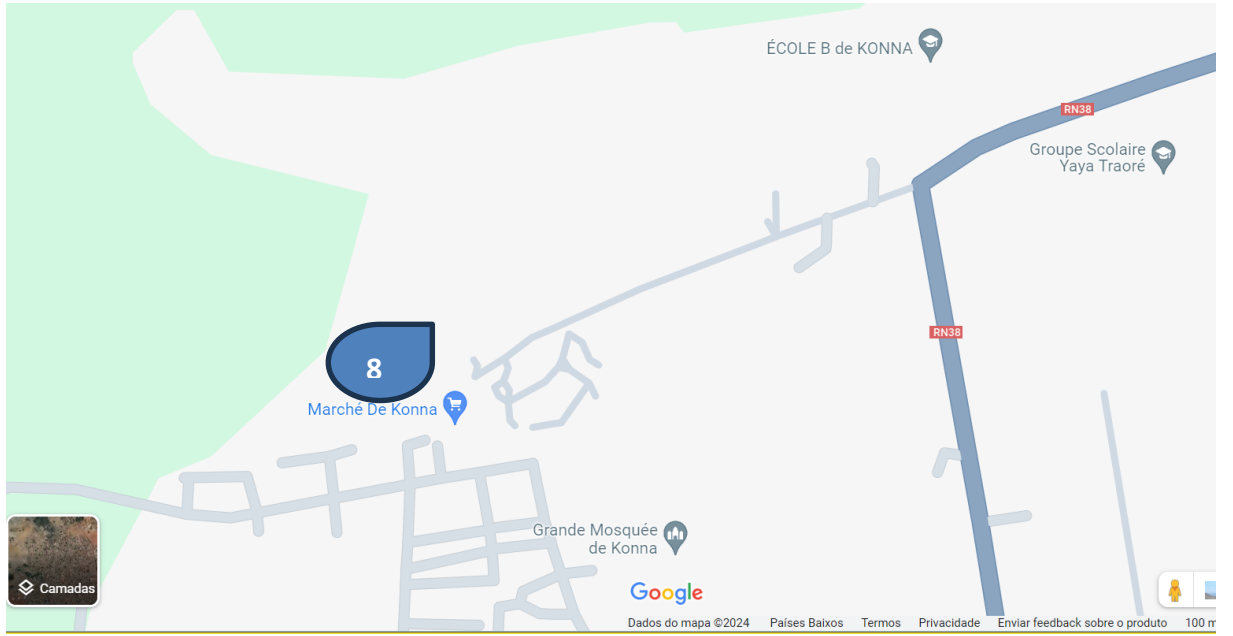 ÉCOLE B de KONNA
RN38
Groupe Scolaire
Yaya Traoré
RN38
8
Marché De Konna
Grande Mosquée
de Konna
Camadas
Google
Dados do mapa ©2024 Países Baixos Termos Privacidade Enviar feedback sobre o produto 100 m